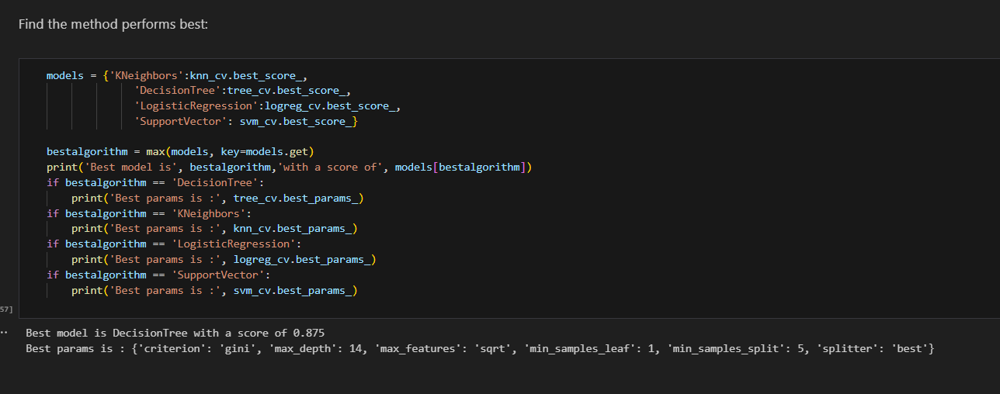 Find the method performs best:
models = {'KNeighbors':knn_cv.best_score_,
'DecisionTree':tree_cv.best_score_,
'LogisticRegression':logreg_cv.best_score_,
'SupportVector': svm_cv.best_score_}
bestalgorithm = max(models, key=models.get)
print('Best model is', bestalgorithm,'with a score of', models[bestalgorithm])
if bestalgorithm == 'DecisionTree':
print('Best params is :', tree_cv.best_params_)
if bestalgorithm == 'KNeighbors':
print('Best params is :', knn_cv.best_params_)
if bestalgorithm == 'LogisticRegression':
print('Best params is :', logreg_cv.best_params_)
if bestalgorithm == 'SupportVector':
print('Best params is :', svm_cv.best_params_)
57]
Best model is DecisionTree with a score of 0.875
Best params is : {'criterion': 'gini', 'max_depth': 14, 'max_features': 'sqrt', 'min_samples_leaf': 1, 'min_samples_split': 5, 'splitter': 'best'}